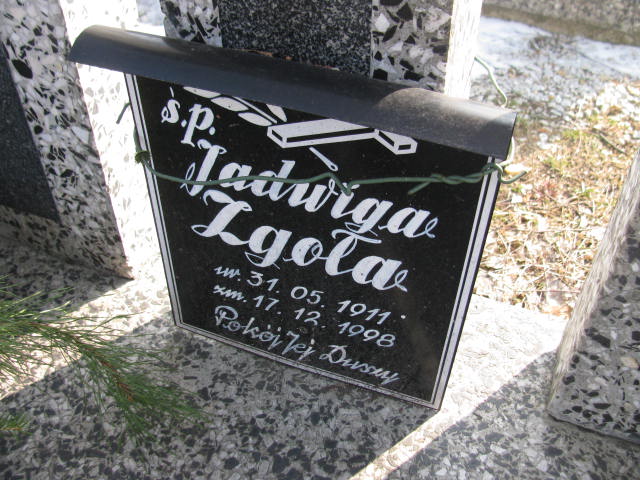 ś.p.
Jadwiga
Zgoła
ur. 31. 05. 1911.
zm. 17. 12. 1998
Pokój Jej Duszy